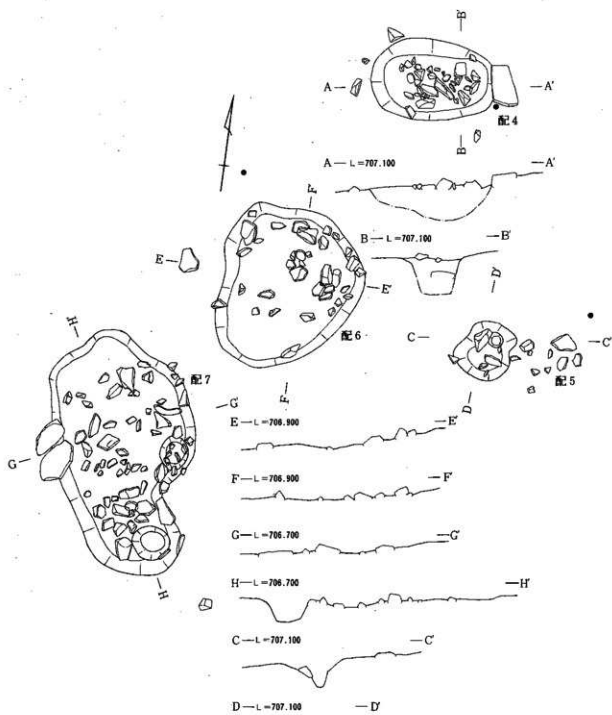 B'
A
A'
配4
B
A — L=707.100 — A'
F'
B — L=707.100 — B'
E
D'
E'
C
C'
H
配6
配7
配5
F
G'
D
E — L=706.900 — E'
F — L=706.900 — F'
G
G — L=706.700 — G'
H — L=706.700 — H'
H
C — L=707.100 — C'
D — L=707.100 — D'